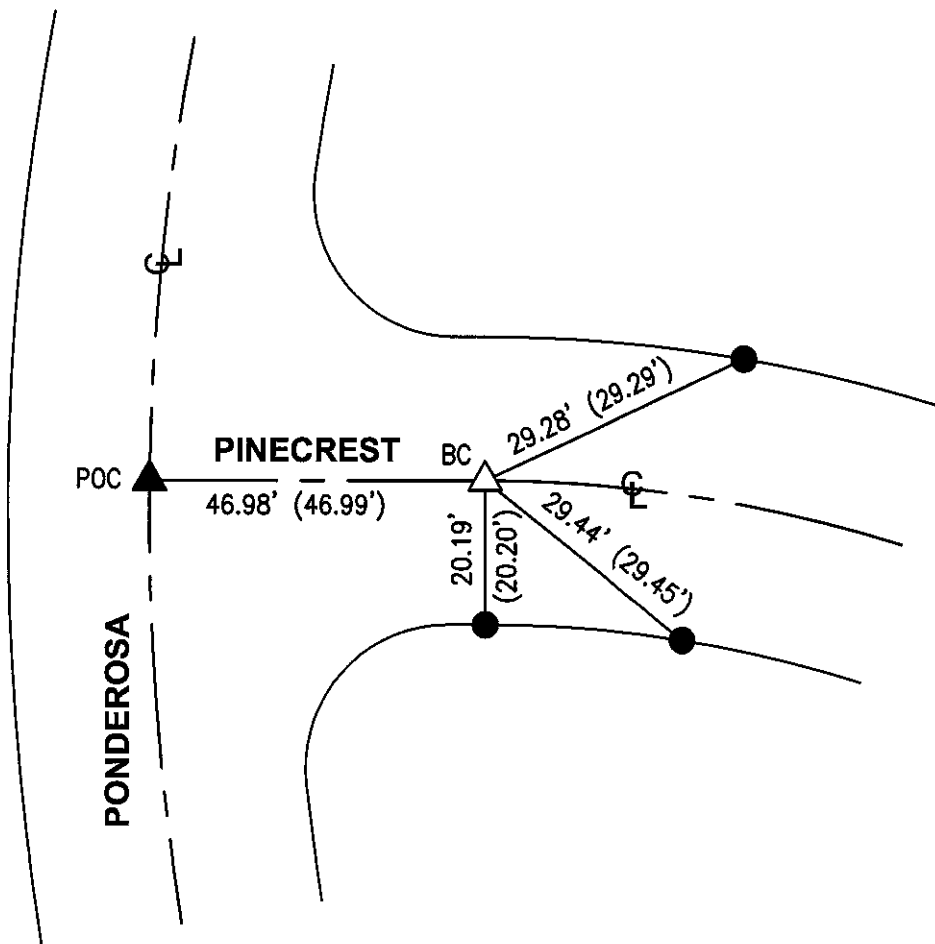 ℄
PINECREST
BC
29.28' (29.29')
POC
46.98' (46.99')
℄
20.19'
(20.20')
29.44' (29.45')
PONDEROSA